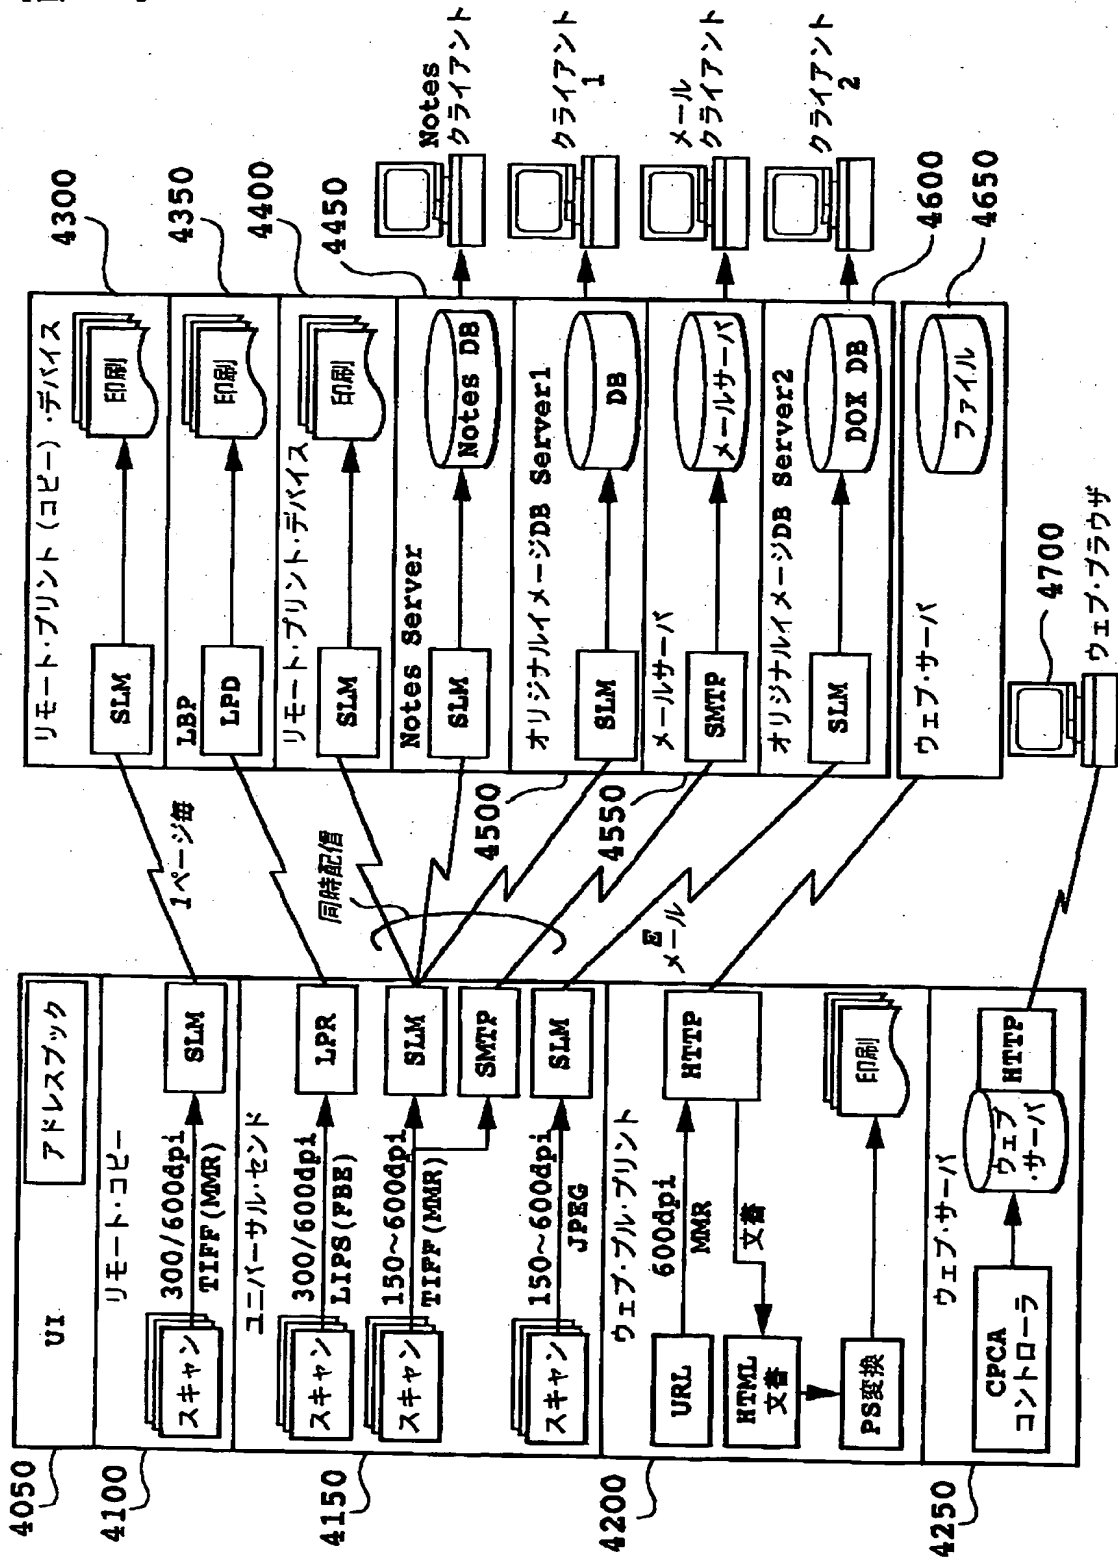 4050
UI
アドレスブック
4100
リモート・コピー
スキャン
300/600dpi
TIFF(MMR)
SLM
1ページ毎
4150
ユニバーサル・センド
スキャン
300/600dpi
LIPS(FBE)
LPR
スキャン
150~600dpi
TIFF(MMR)
SLM
SMTP
スキャン
150~600dpi
JPEG
SLM
同時配信
4200
ウェブ・プル・プリント
URL
600dpi
MMR
HTTP
E
メール
HTML
文書
文書
PS変換
印刷
4250
ウェブ・サーバ
CPCA
コントローラ
ウェブ
・サーバ
HTTP
リモート・プリント(コピー)・デバイス
4300
SLM
印刷
LBP
4350
LPD
印刷
リモート・プリント・デバイス
4400
SLM
印刷
Notes Server
4450
SLM
Notes DB
Notes
クライアント
オリジナルイメージDB Server1
4500
SLM
DB
クライアント
1
メールサーバ
4550
SMTP
メールサーバ
メール
クライアント
オリジナルイメージDB Server2
4600
SLM
DOX DB
クライアント
2
ウェブ・サーバ
4650
ファイル
4700
ウェブ・ブラウザ